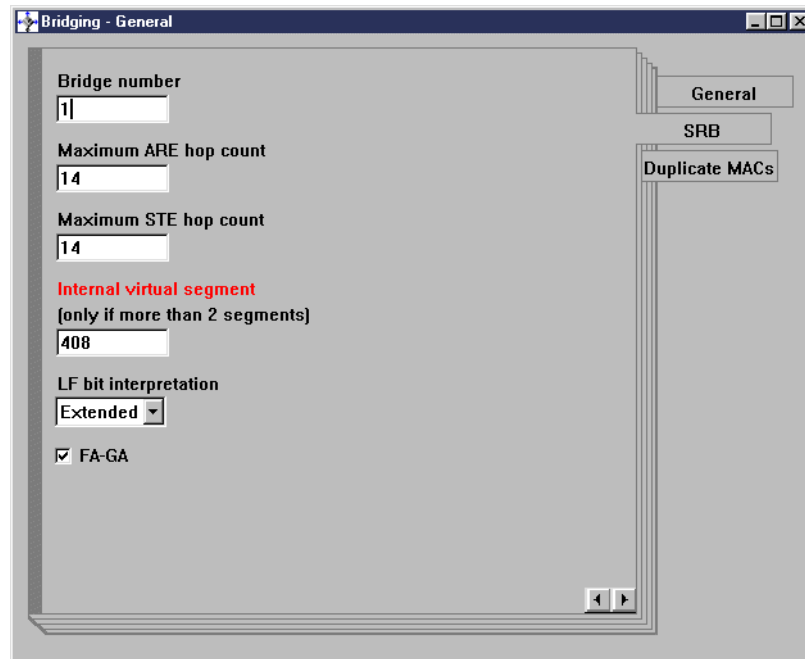 Bridging - General
Bridge number
1
Maximum ARE hop count
14
Maximum STE hop count
14
Internal virtual segment
(only if more than 2 segments)
408
LF bit interpretation
Extended
FA-GA
General
SRB
Duplicate MACs